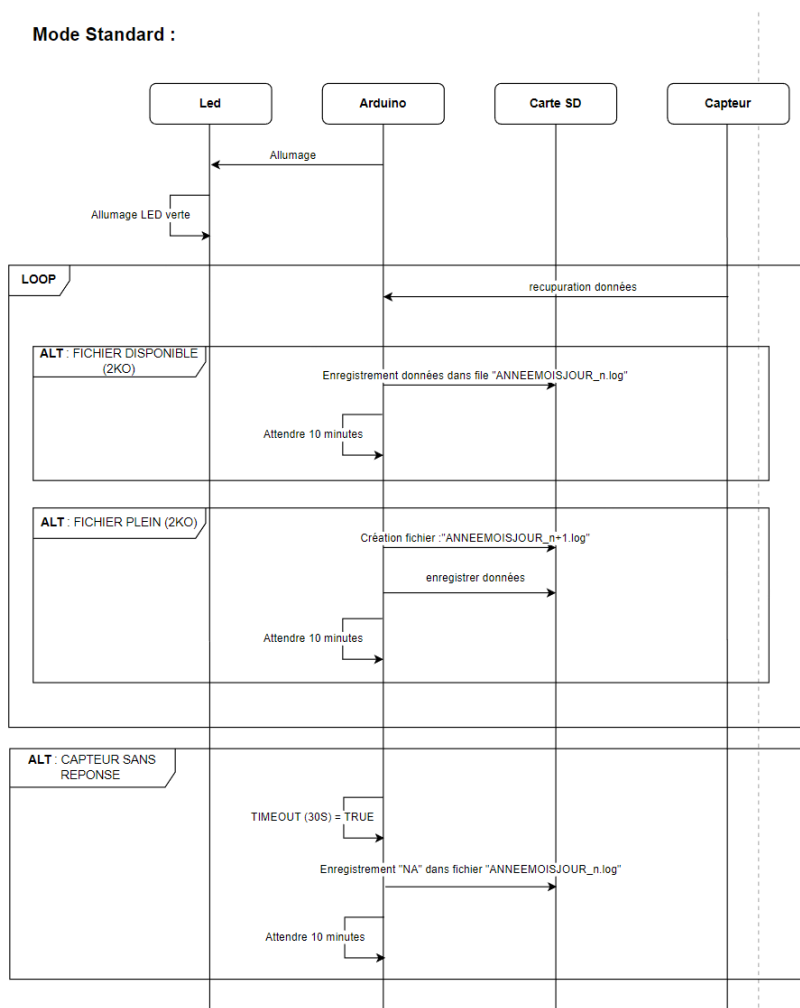 Mode Standard :
Led
Arduino
Carte SD
Capteur
Allumage
Allumage LED verte
LOOP
recupuration données
ALT : FICHIER DISPONIBLE
(2KO)
Enregistrement données dans file "ANNEEMOISJOUR_n.log"
Attendre 10 minutes
ALT : FICHIER PLEIN (2KO)
Création fichier :"ANNEEMOISJOUR_n+1.log"
enregistrer données
Attendre 10 minutes
ALT : CAPTEUR SANS
REPONSE
TIMEOUT (30S) = TRUE
Enregistrement "NA" dans fichier "ANNEEMOISJOUR_n.log"
Attendre 10 minutes